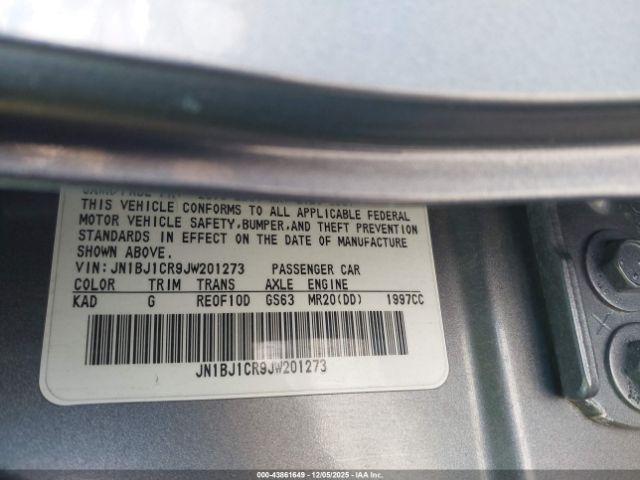 THIS VEHICLE CONFORMS TO ALL APPLICABLE FEDERAL
MOTOR VEHICLE SAFETY,BUMPER,AND THEFT PREVENTION
STANDARDS IN EFFECT ON THE DATE OF MANUFACTURE
SHOWN ABOVE.
VIN:JN1BJ1CR9JW201273 PASSENGER CAR
COLOR TRIM TRANS AXLE ENGINE
KAD G RE0F10D GS63 MR20(DD) 1997CC
JN1BJ1CR9JW201273
000-43861649 12/05/2025 - IAA Inc.